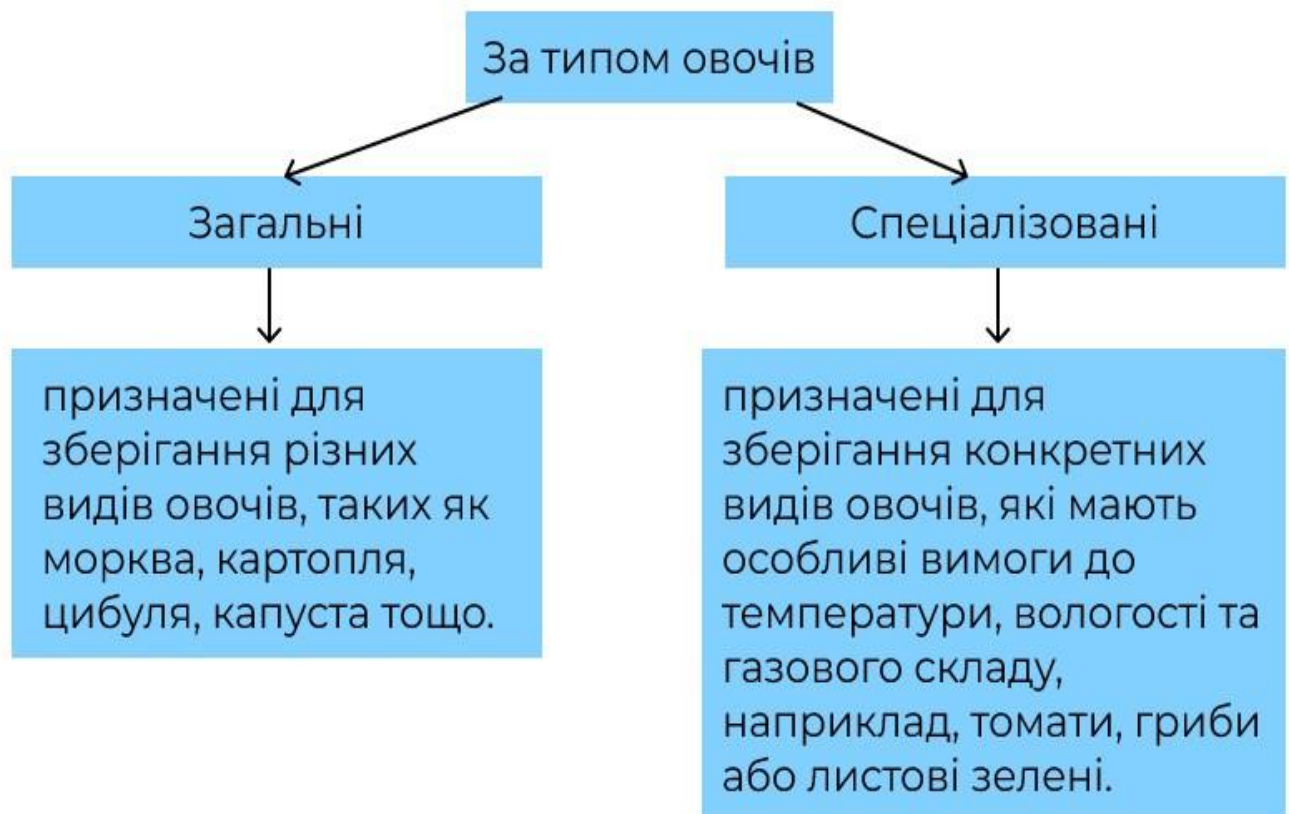 За типом овочів
Загальні
Спеціалізовані
призначені для
зберігання різних
видів овочів, таких як
морква, картопля,
цибуля, капуста тощо.
призначені для
зберігання конкретних
видів овочів, які мають
особливі вимоги до
температури, вологості та
газового складу,
наприклад, томати, гриби
або листові зелені.